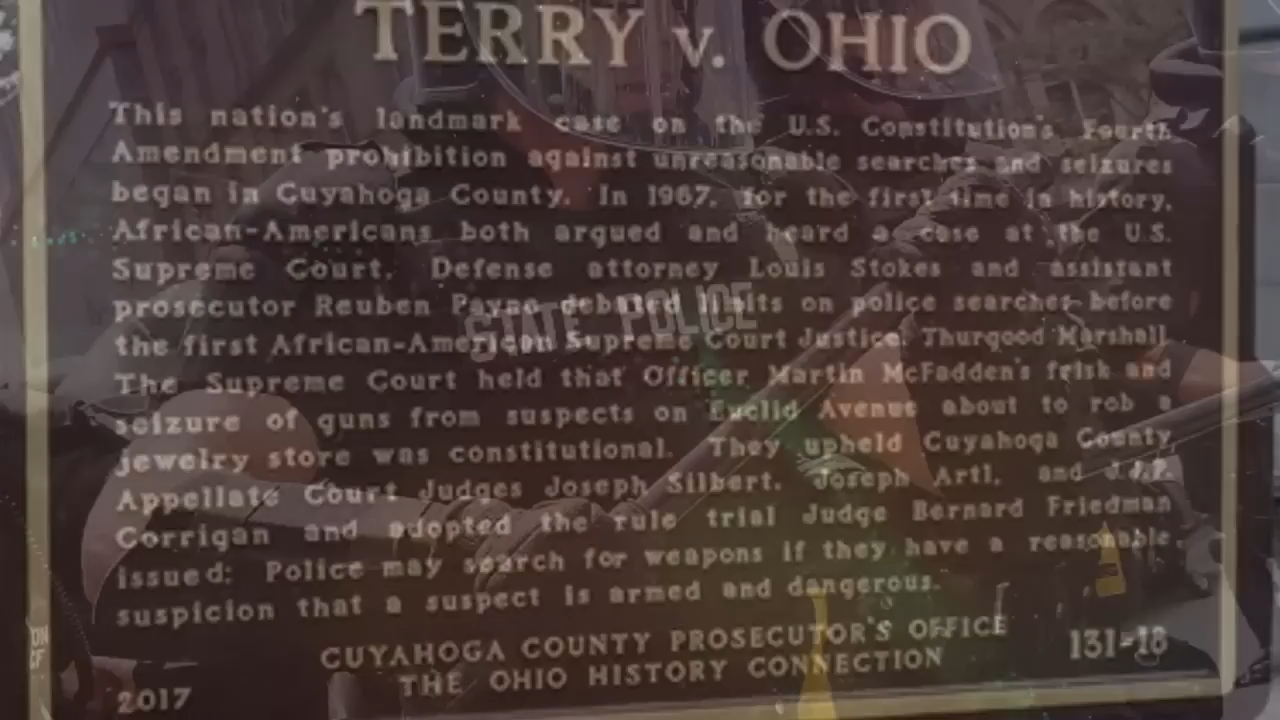 TERRY v. OHIO
This nation's landmark case on the U.S. Constitution's Fourth
Amendment prohibition against unreasonable searches and seizures
began in Cuyahoga County. In 1967, for the first time in history,
African-Americans both argued and heard a case at the U.S.
Supreme Court. Defense attorney Louis Stokes and assistant
prosecutor Reuben Payne debated limits on police searches before
the first African-American Supreme Court Justice, Thurgood Marshall
The Supreme Court held that Officer Martin McFadden's frisk and
seizure of guns from suspects on Euclid Avenue about to rob a
jewelry store was constitutional. They upheld Cuyahoga County,
Appellate Court Judges Joseph Silbert, Joseph Artl, and J.J.P.
Corrigan and adopted the rule trial Judge Bernard Friedman
issued: Police may search for weapons if they have a reasonable
suspicion that a suspect is armed and dangerous.
CUYAHOGA COUNTY PROSECUTOR'S OFFICE
THE OHIO HISTORY CONNECTION
131-18
2017
STATE POLICE